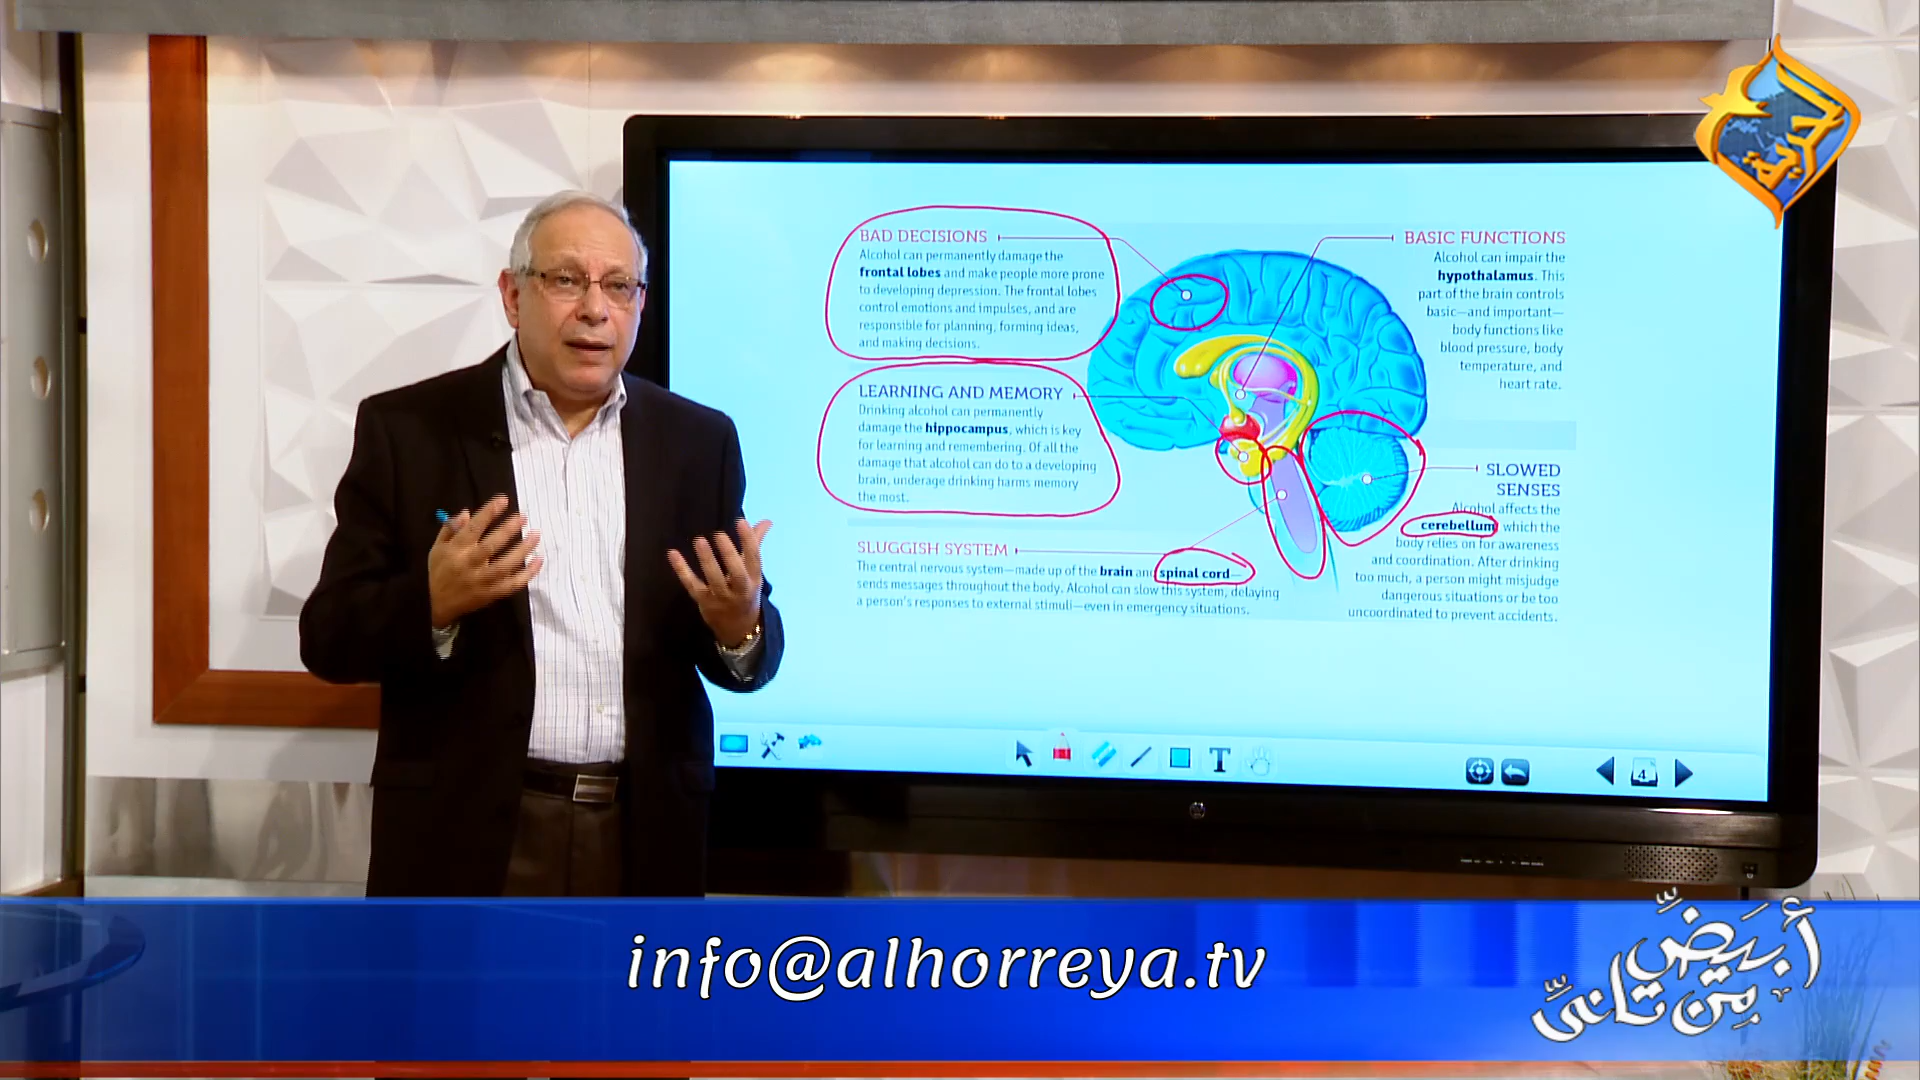 الحرية
BAD DECISIONS
Alcohol can permanently damage the
frontal lobes and make people more prone
to developing depression. The frontal lobes
control emotions and impulses, and are
responsible for planning, forming ideas,
and making decisions.
LEARNING AND MEMORY
Drinking alcohol can permanently
damage the hippocampus, which is key
for learning and remembering. Of all the
damage that alcohol can do to a developing
brain, underage drinking harms memory
the most.
SLUGGISH SYSTEM
The central nervous system—made up of the brain and spinal cord—
sends messages throughout the body. Alcohol can slow this system, delaying
a person's responses to external stimuli—even in emergency situations.
BASIC FUNCTIONS
Alcohol can impair the
hypothalamus. This
part of the brain controls
basic—and important—
body functions like
blood pressure, body
temperature, and
heart rate.
SLOWED
SENSES
Alcohol affects the
cerebellum, which the
body relies on for awareness
and coordination. After drinking
too much, a person might misjudge
dangerous situations or be too
uncoordinated to prevent accidents.
T
4
hp
info@alhorreya.tv
أبيَضِّ
مِن تانيِّ